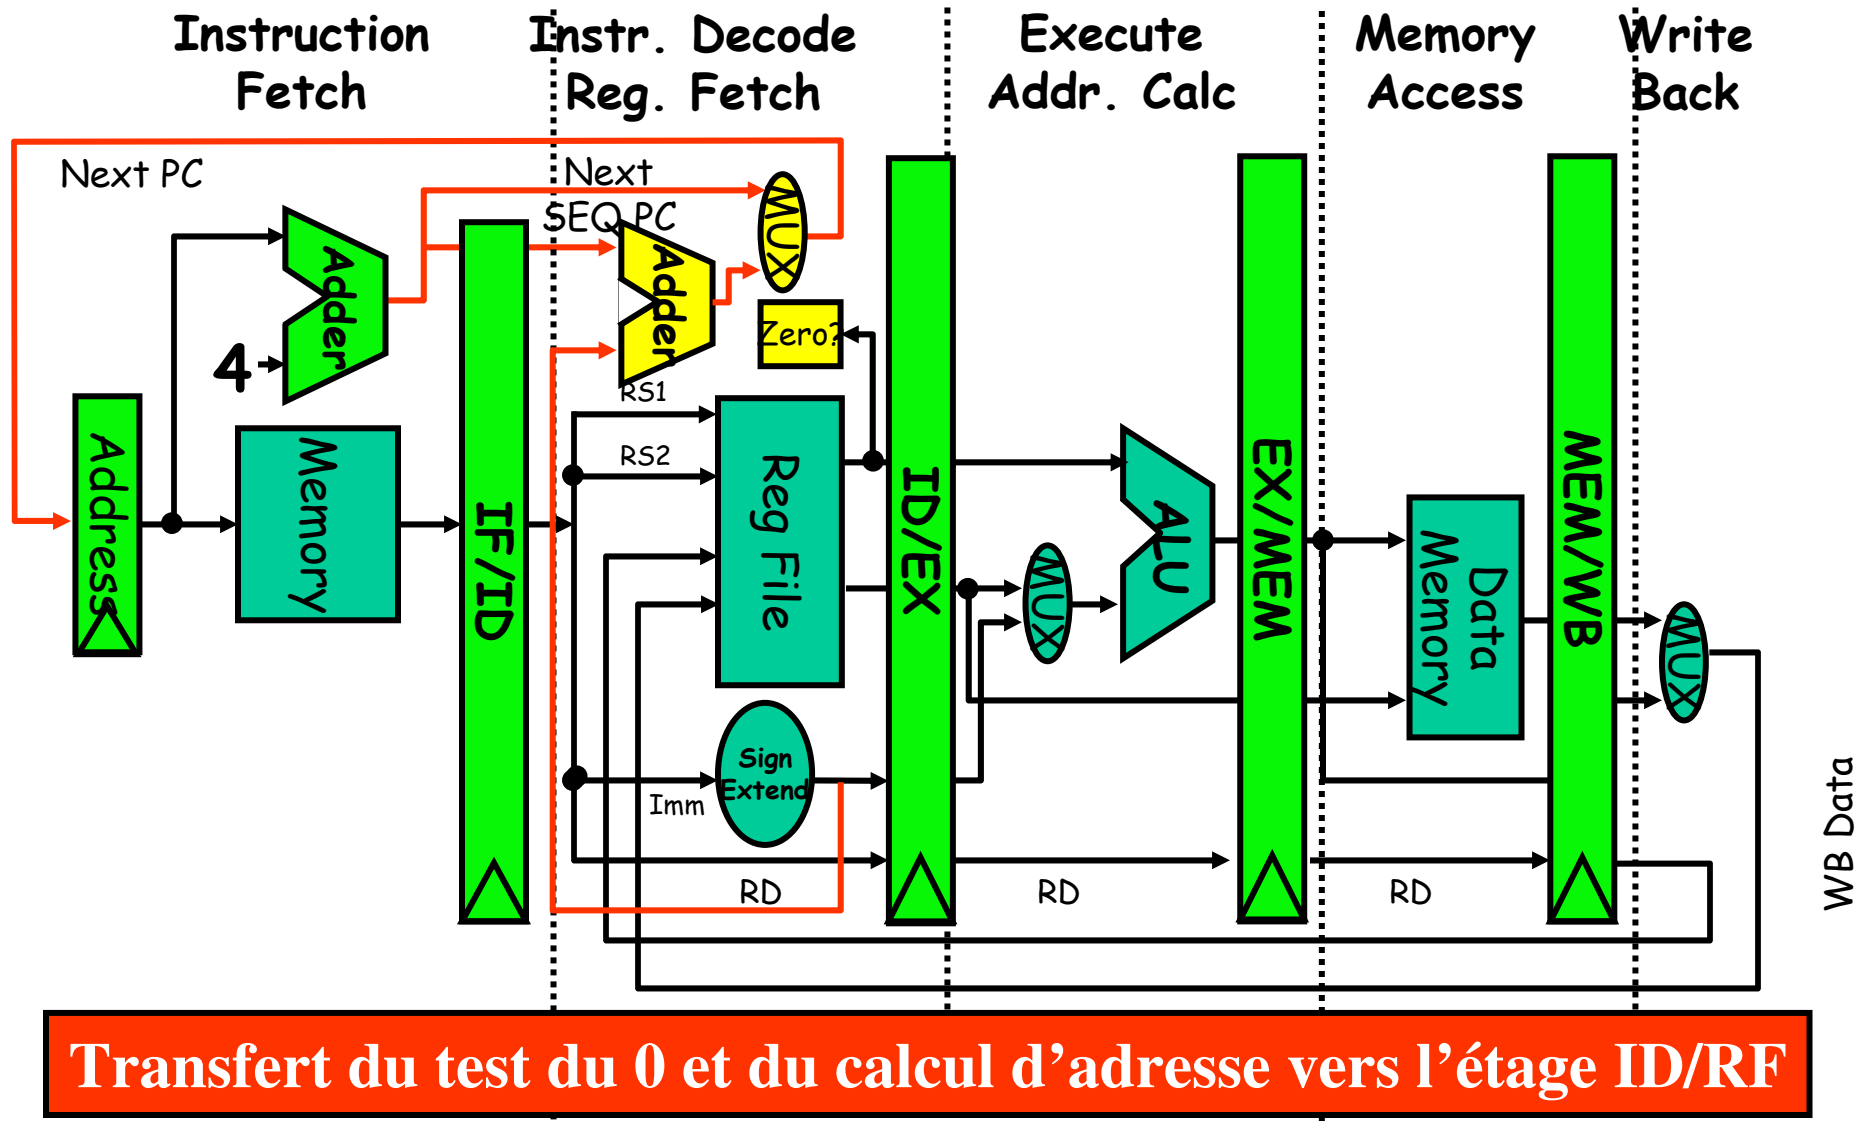 Instruction
Fetch
Instr. Decode
Reg. Fetch
Execute
Addr. Calc
Memory
Access
Write
Back
Next PC
Next
SEQ PC
MUX
Adder
Adder
Zero?
4
RS1
RS2
Address
Memory
IF/ID
Reg File
ID/EX
MUX
ALU
EX/MEM
Data
Memory
MEM/WB
MUX
Sign
Extend
Imm
RD
RD
RD
WB Data
Transfert du test du 0 et du calcul d’adresse vers l’étage ID/RF